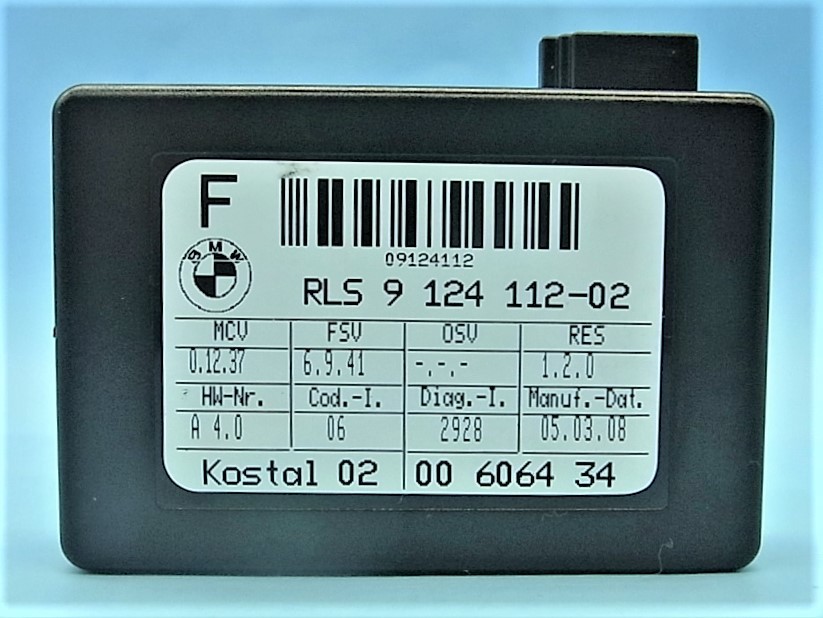 F
09124112
BMW
RLS 9 124 112-02
MCV FSV OSV RES
0.12.37 6.9.41 -.-.- 1.2.0
HW-Nr. Cod.-I. Diag.-I. Manuf.-Dat.
A 4.0 06 2928 05.03.08
Kostal 02 00 6064 34